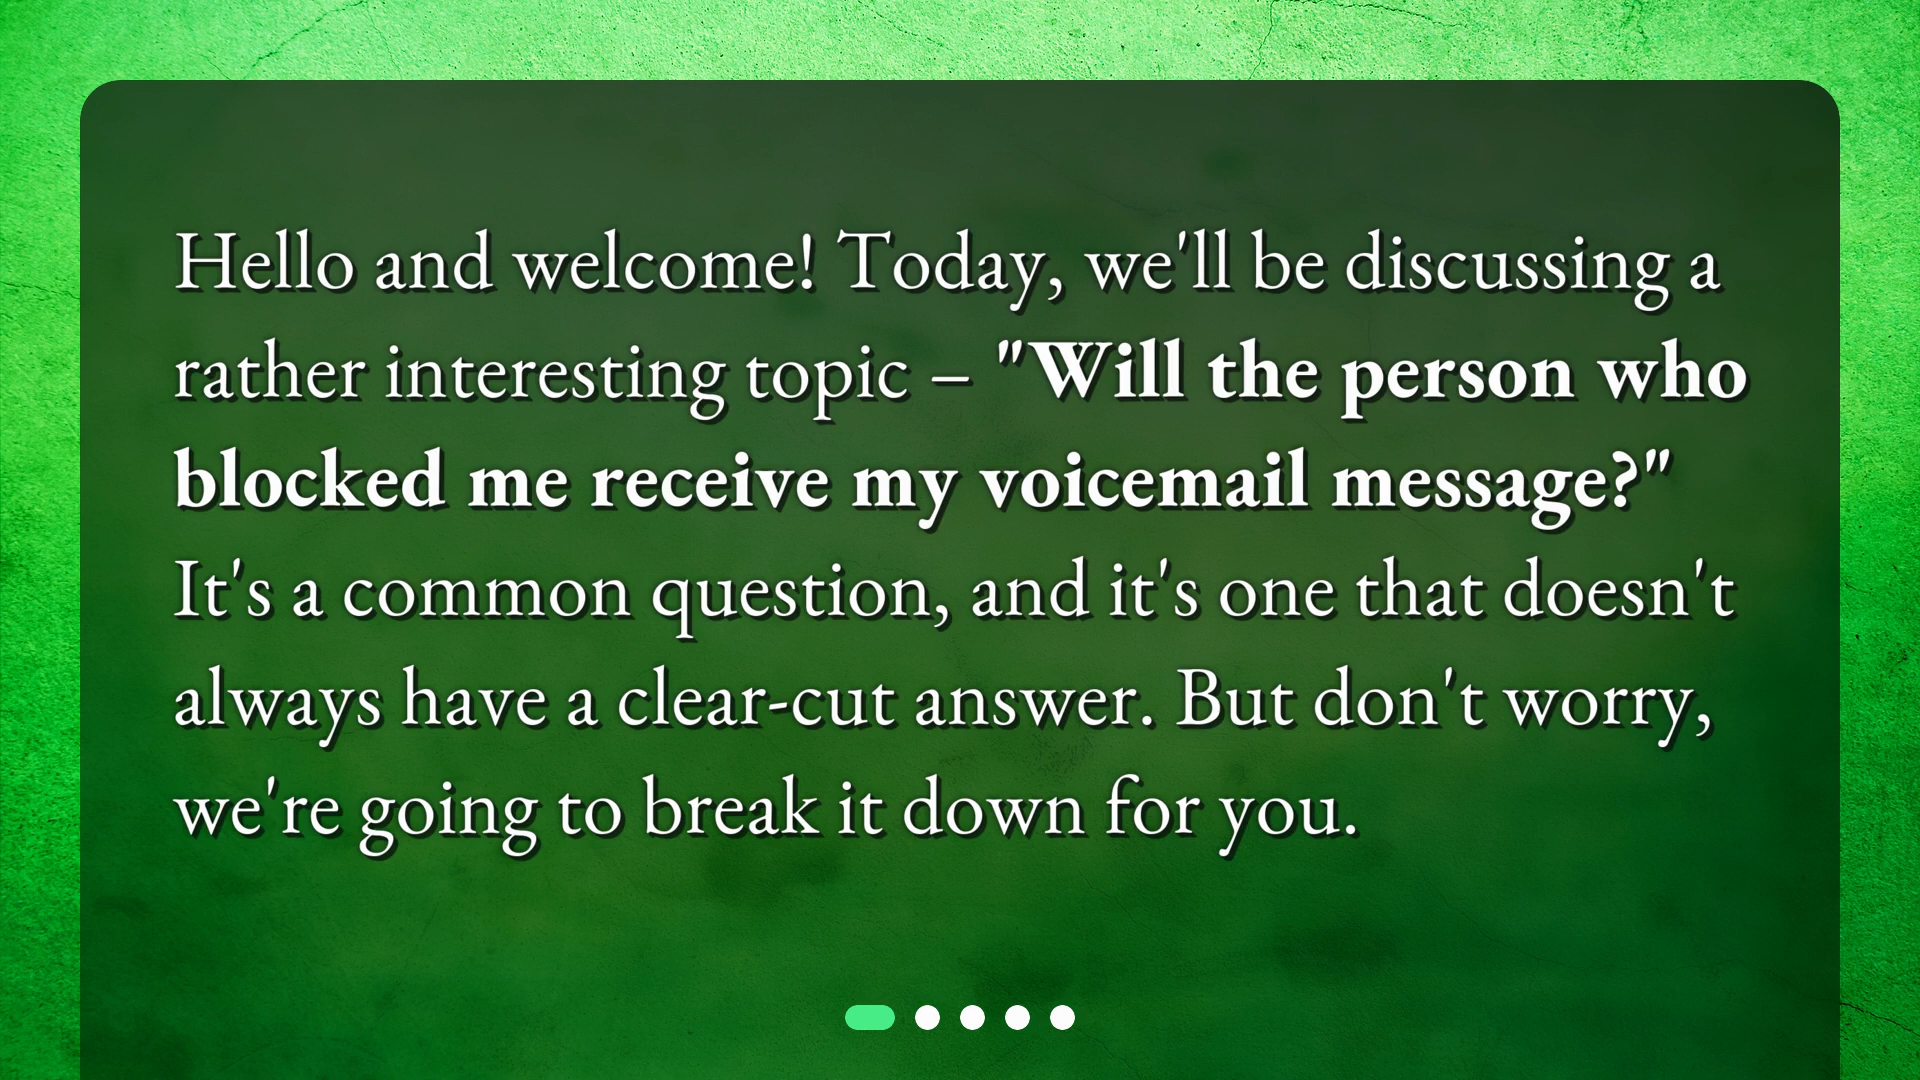 Hello and welcome! Today, we'll be discussing a
rather interesting topic – "Will the person who
blocked me receive my voicemail message?"
It's a common question, and it's one that doesn't
always have a clear-cut answer. But don't worry,
we're going to break it down for you.